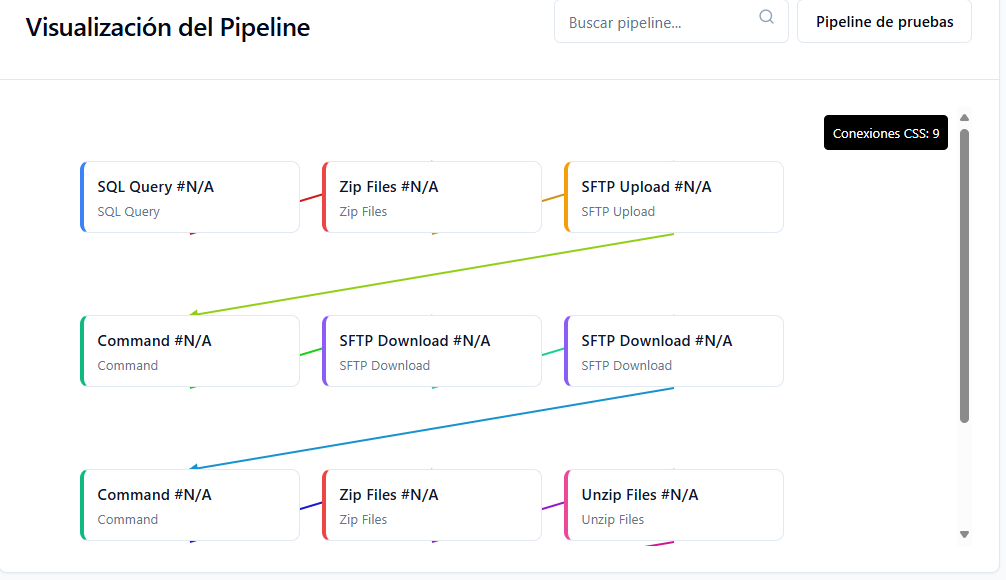 Visualización del Pipeline
Buscar pipeline...
Pipeline de pruebas
Conexiones CSS: 9
SQL Query #N/A
SQL Query
Zip Files #N/A
Zip Files
SFTP Upload #N/A
SFTP Upload
Command #N/A
Command
SFTP Download #N/A
SFTP Download
SFTP Download #N/A
SFTP Download
Command #N/A
Command
Zip Files #N/A
Zip Files
Unzip Files #N/A
Unzip Files